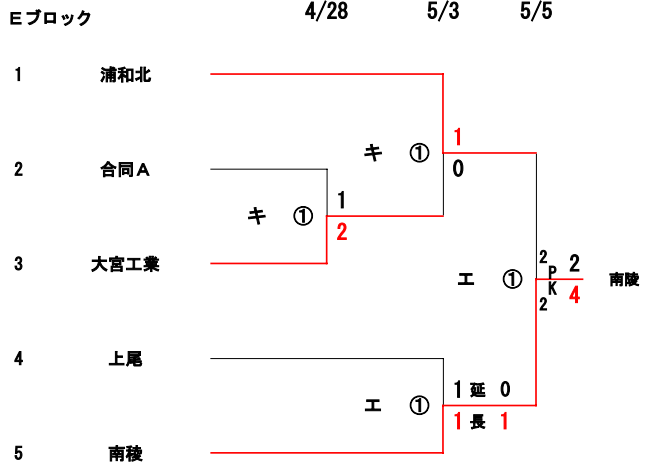 Eブロック 4/28 5/3 5/5
1 浦和北
1
キ ①
0
2 合同A
1
キ ①
2
3 大宮工業
2 P 2
エ ① 南陵
2 K 4
4 上尾
1 延 0
エ ①
1 長 1
5 南稜